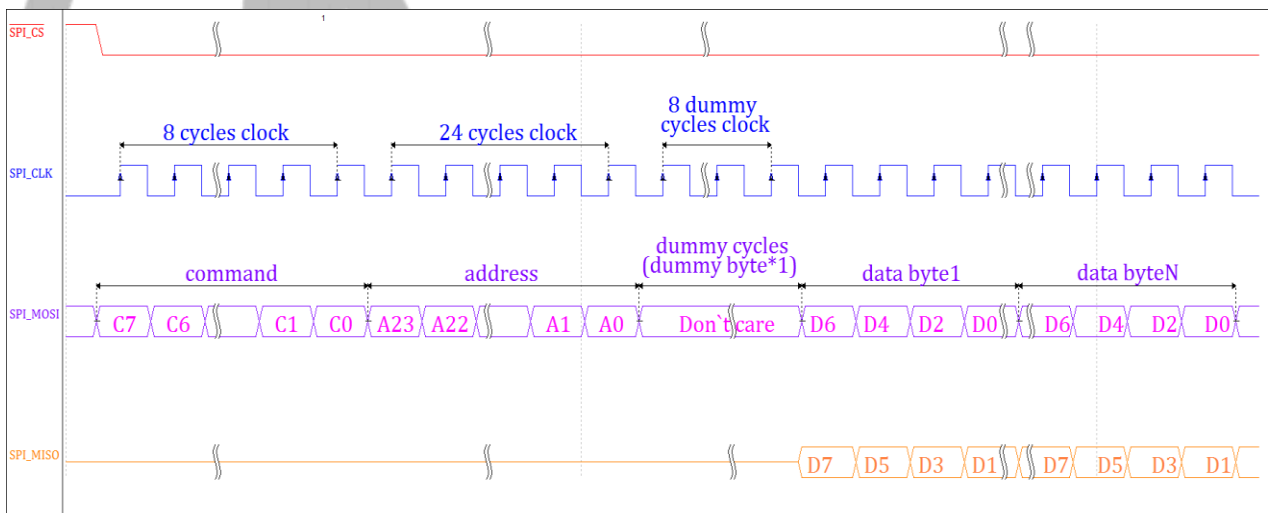 1
SPI_CS
8 dummy
cycles clock
8 cycles clock
24 cycles clock
SPI_CLK
dummy cycles
(dummy byte*1)
command
address
data byte1
data byteN
SPI_MOSI
C7 C6 C1 C0 A23 A22 A1 A0 Don`t care D6 D4 D2 D0 D6 D4 D2 D0
SPI_MISO
D7 D5 D3 D1 D7 D5 D3 D1